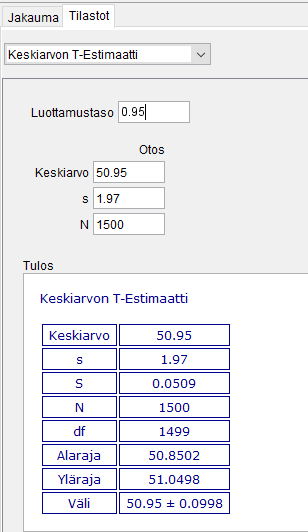 Jakauma Tilastot
Keskiarvon T-Estimaatti
Luottamustaso 0.95
Otos
Keskiarvo 50.95
s 1.97
N 1500
Tulos
Keskiarvon T-Estimaatti
Keskiarvo 50.95
s 1.97
S 0.0509
N 1500
df 1499
Alaraja 50.8502
Yläraja 51.0498
Väli 50.95 ± 0.0998